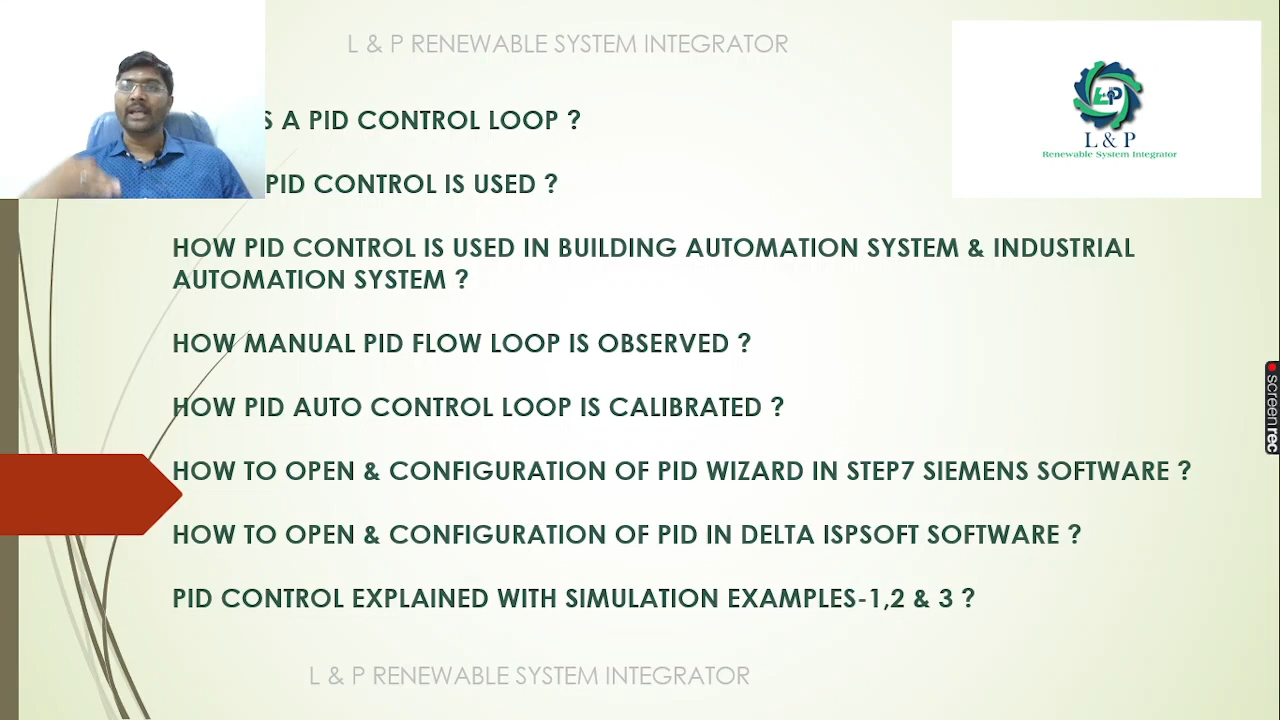 L & P RENEWABLE SYSTEM INTEGRATOR
L & P
Renewable System Integrator
S A PID CONTROL LOOP ?
PID CONTROL IS USED ?
HOW PID CONTROL IS USED IN BUILDING AUTOMATION SYSTEM & INDUSTRIAL
AUTOMATION SYSTEM ?
HOW MANUAL PID FLOW LOOP IS OBSERVED ?
HOW PID AUTO CONTROL LOOP IS CALIBRATED ?
HOW TO OPEN & CONFIGURATION OF PID WIZARD IN STEP7 SIEMENS SOFTWARE ?
HOW TO OPEN & CONFIGURATION OF PID IN DELTA ISPSOFT SOFTWARE ?
PID CONTROL EXPLAINED WITH SIMULATION EXAMPLES-1,2 & 3 ?
L & P RENEWABLE SYSTEM INTEGRATOR
screenrec